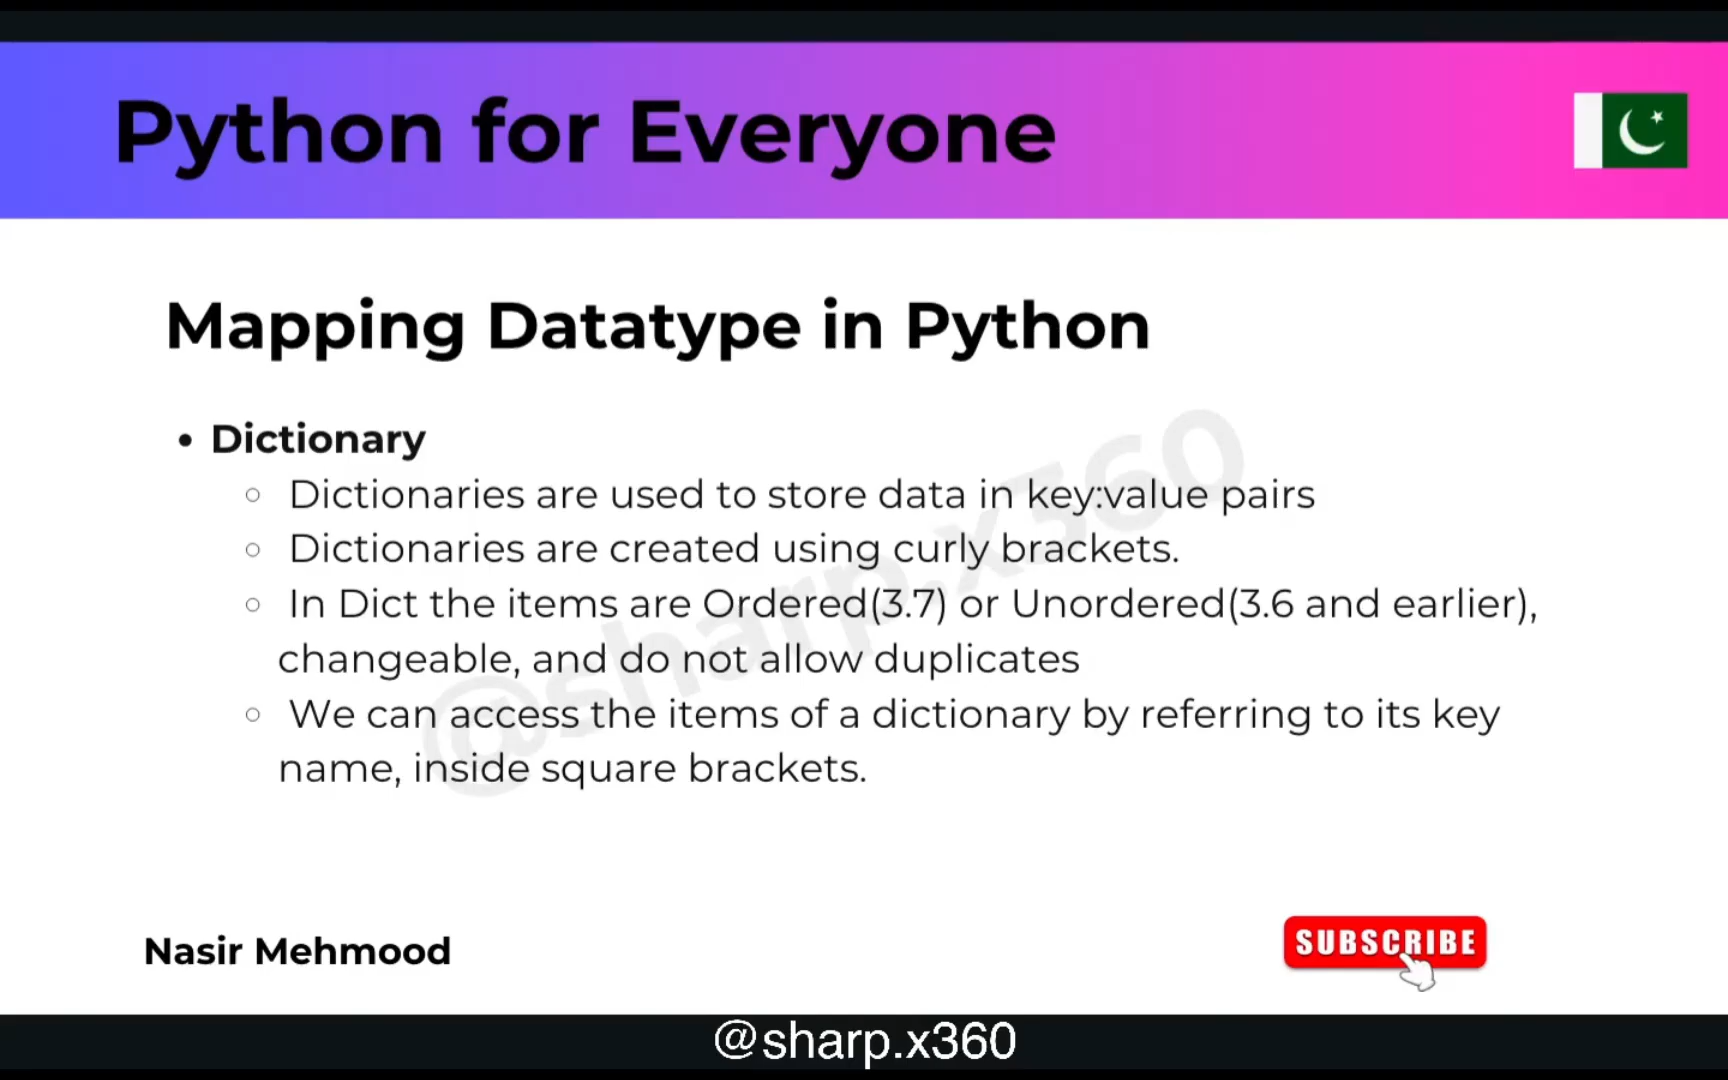 Python for Everyone
Mapping Datatype in Python
• Dictionary
○ Dictionaries are used to store data in key:value pairs
○ Dictionaries are created using curly brackets.
○ In Dict the items are Ordered(3.7) or Unordered(3.6 and earlier),
changeable, and do not allow duplicates
○ We can access the items of a dictionary by referring to its key
name, inside square brackets.
@sharp.x360
Nasir Mehmood
SUBSCRIBE
@sharp.x360